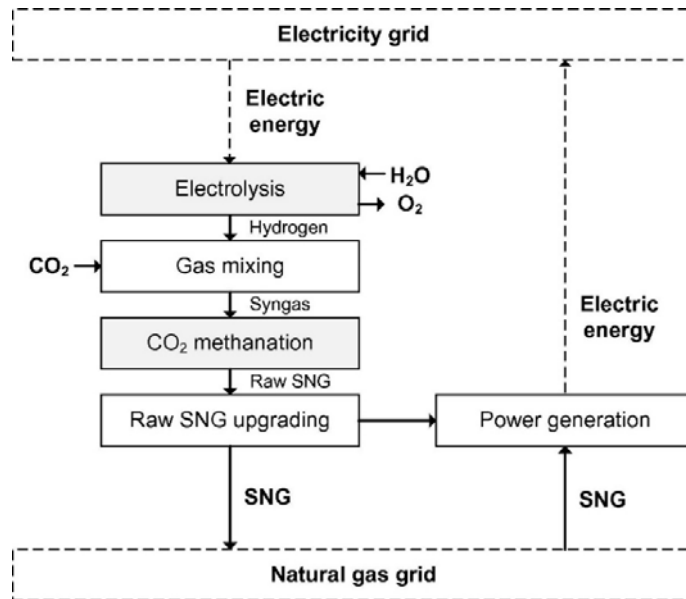 Electricity grid
Electric
energy
Electrolysis
H₂O
O₂
Hydrogen
CO₂
Gas mixing
Syngas
CO₂ methanation
Raw SNG
Raw SNG upgrading
SNG
Electric
energy
Power generation
SNG
Natural gas grid